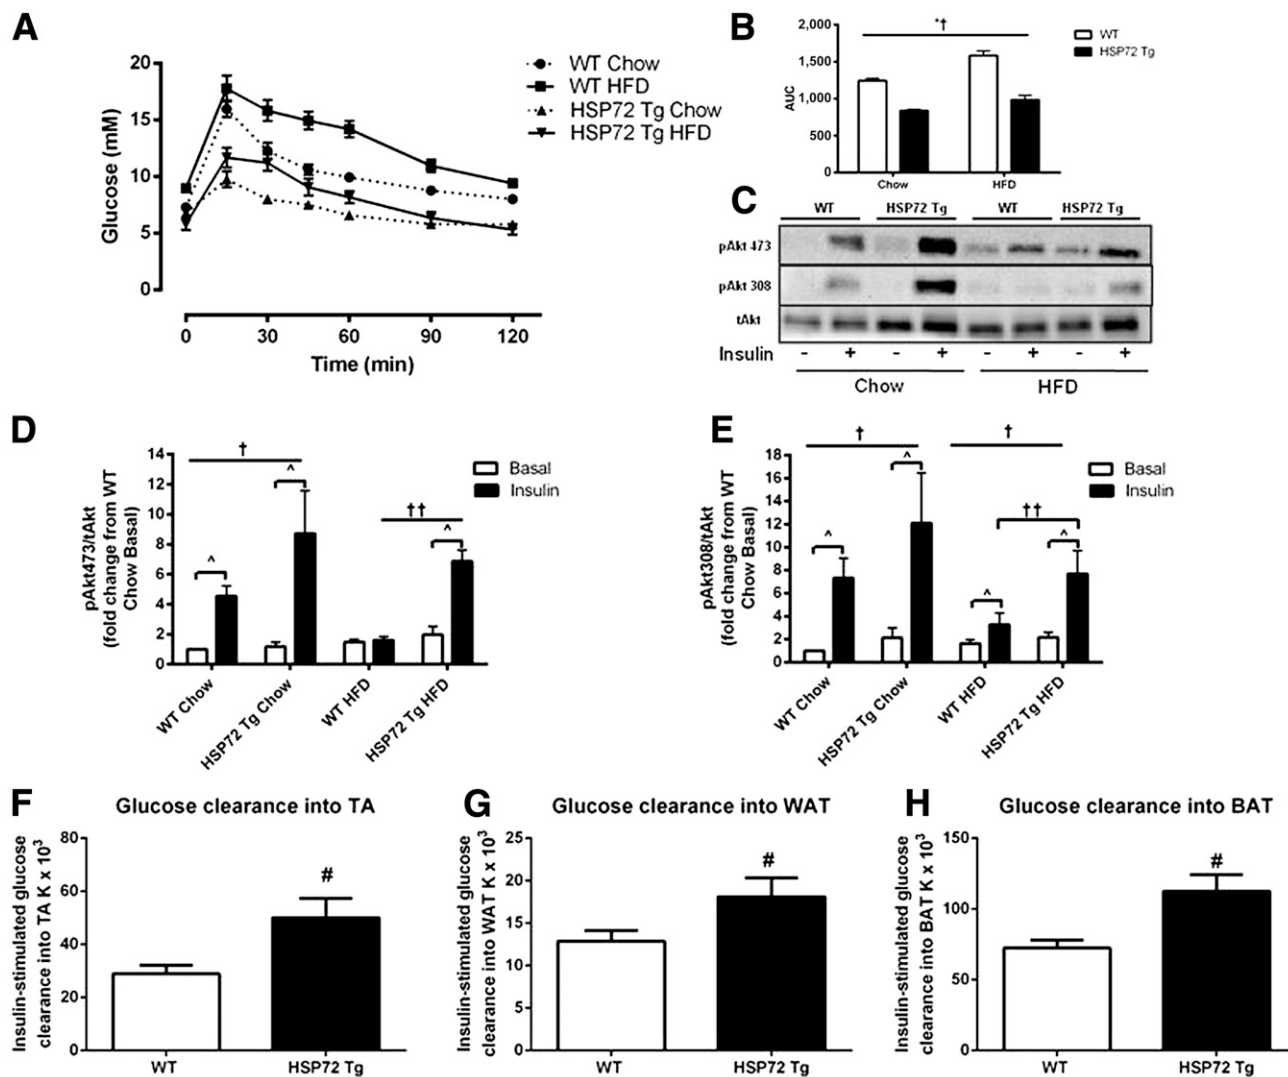 A
Glucose (mM)
20
15
10
5
0
0 30 60 90 120
Time (min)
WT Chow
WT HFD
HSP72 Tg Chow
HSP72 Tg HFD
B
AUC
2,000
1,500
1,000
500
0
*†
Chow HFD
WT
HSP72 Tg
C
WT HSP72 Tg WT HSP72 Tg
pAkt 473
pAkt 308
tAkt
Insulin - + - + - + - +
Chow HFD
D
pAkt473/tAkt
(fold change from WT
Chow Basal)
14
12
10
8
6
4
2
0
†
^
^
††
^
Basal
Insulin
WT Chow
HSP72 Tg Chow
WT HFD
HSP72 Tg HFD
E
pAkt308/tAkt
(fold change from WT
Chow Basal)
18
16
14
12
10
8
6
4
2
0
†
†
^
^
^
††
^
Basal
Insulin
WT Chow
HSP72 Tg Chow
WT HFD
HSP72 Tg HFD
F
Glucose clearance into TA
Insulin-stimulated glucose
clearance into TA K x 10³
80
60
40
20
0
#
WT HSP72 Tg
G
Glucose clearance into WAT
Insulin-stimulated glucose
clearance into WAT K x 10³
25
20
15
10
5
0
#
WT HSP72 Tg
H
Glucose clearance into BAT
Insulin-stimulated glucose
clearance into BAT K x 10³
150
100
50
0
#
WT HSP72 Tg